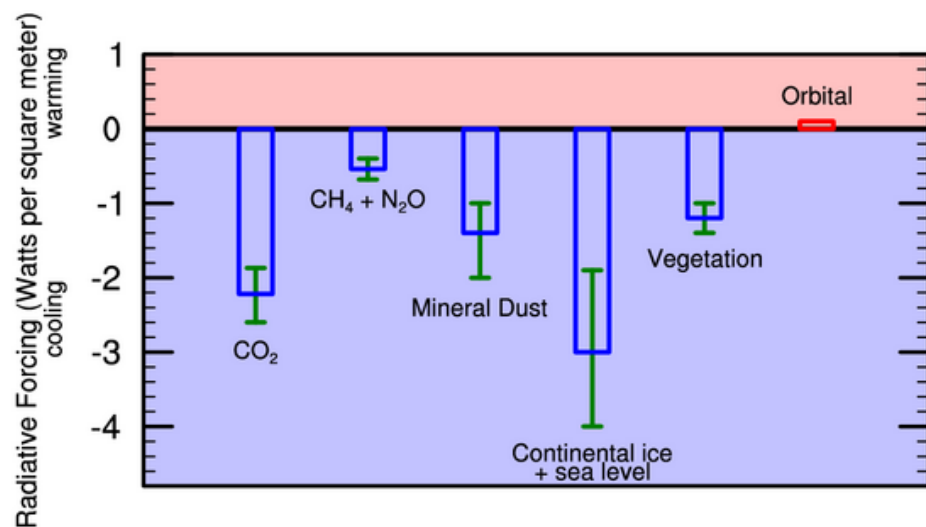 Radiative Forcing (Watts per square meter)
cooling warming
1
0
-1
-2
-3
-4
Orbital
CH₄ + N₂O
Vegetation
Mineral Dust
CO₂
Continental ice
+ sea level